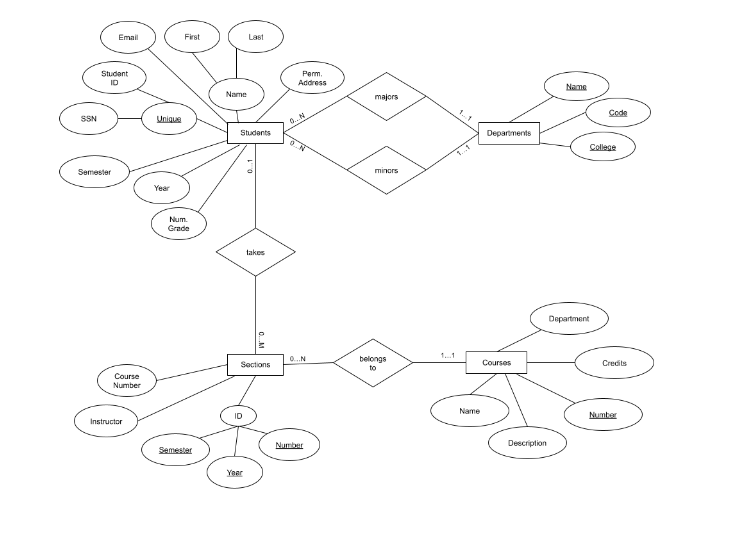 Email
First
Last
Student
ID
Perm.
Address
Name
SSN
Unique
Students
0...N
0...N
majors
1...1
1...1
minors
Departments
Name
Code
College
Semester
Year
Num.
Grade
0...1
takes
0...M
Sections
0...N
belongs
to
1...1
Courses
Department
Credits
Number
Name
Description
Course
Number
Instructor
ID
Semester
Year
Number